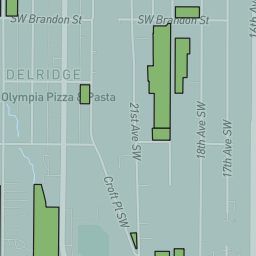 SW Brandon St
SW Brandon St
16th
DELRIDGE
Olympia Pizza & Pasta
21st Ave SW
18th Ave SW
17th Ave SW
Croft Pl SW